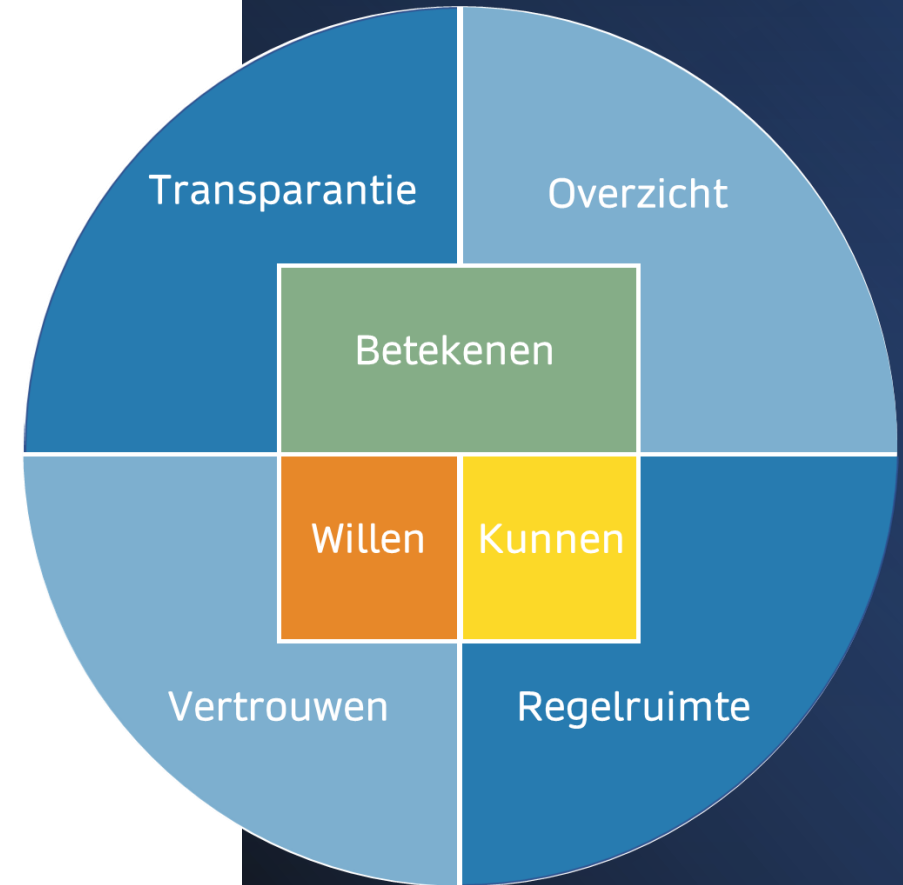 Transparantie
Overzicht
Betekenen
Willen
Kunnen
Vertrouwen
Regelruimte